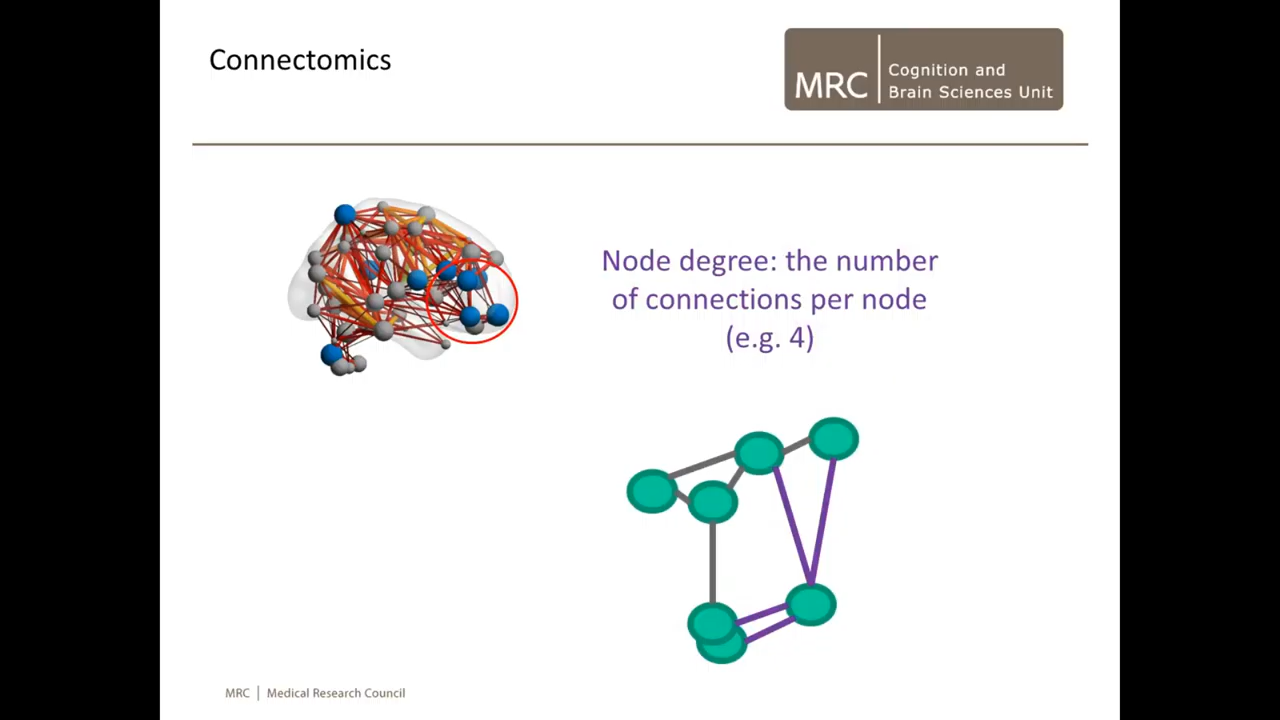 Connectomics
MRC
Cognition and
Brain Sciences Unit
Node degree: the number
of connections per node
(e.g. 4)
MRC | Medical Research Council